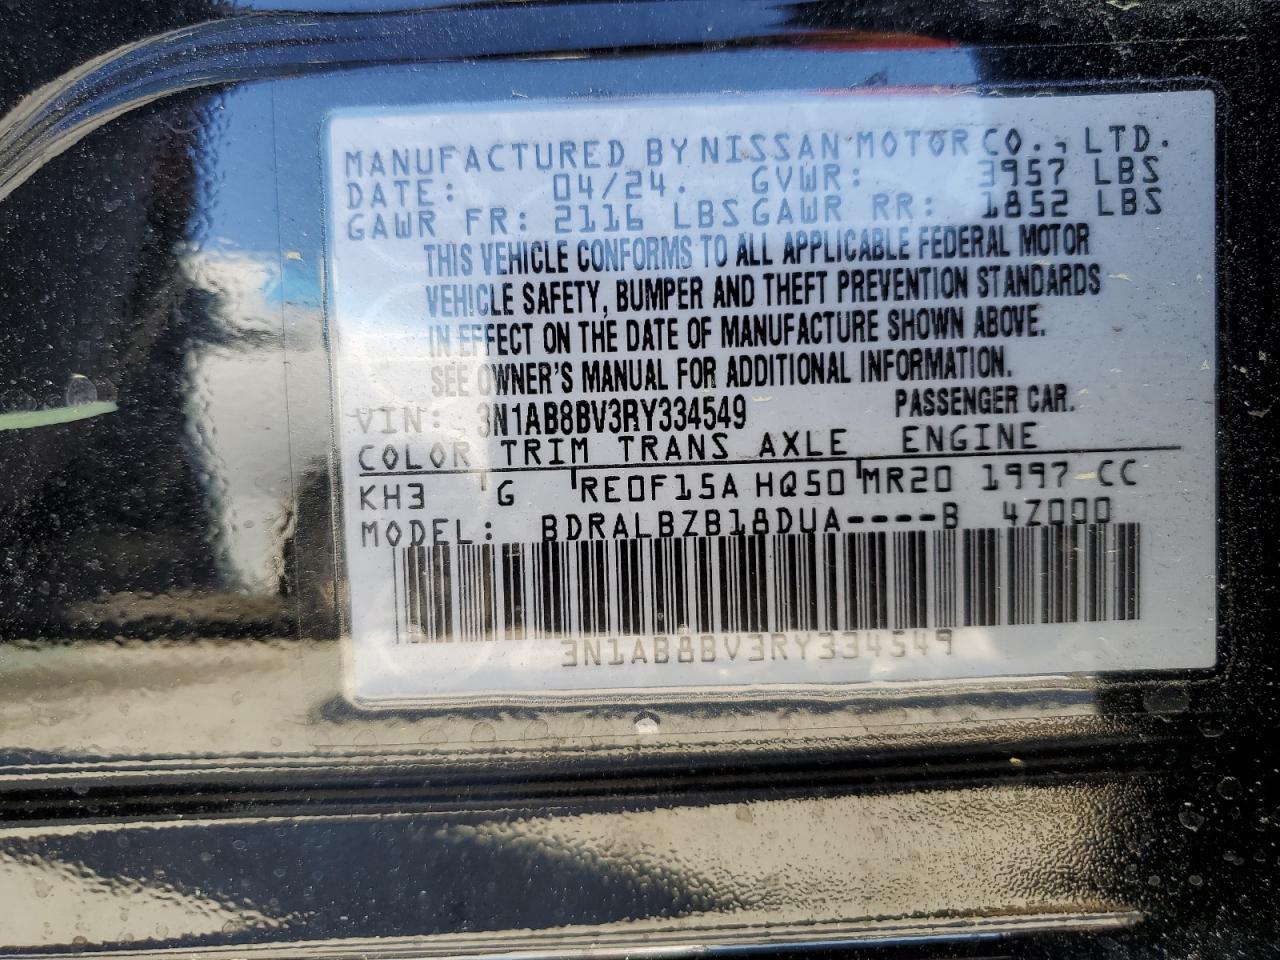 MANUFACTURED BY NISSAN MOTOR CO., LTD.
DATE: 04/24. GVWR: 3957 LBS
GAWR FR: 2116 LBS GAWR RR: 1852 LBS
THIS VEHICLE CONFORMS TO ALL APPLICABLE FEDERAL MOTOR
VEHICLE SAFETY, BUMPER AND THEFT PREVENTION STANDARDS
IN EFFECT ON THE DATE OF MANUFACTURE SHOWN ABOVE.
SEE OWNER'S MANUAL FOR ADDITIONAL INFORMATION.
VIN: 3N1AB8BV3RY334549 PASSENGER CAR.
COLOR TRIM TRANS AXLE ENGINE
KH3 G RE0F15A HQ50 MR20 1997 CC
MODEL: BDRALBZB18DUA----B 4Z000
3N1AB8BV3RY334549